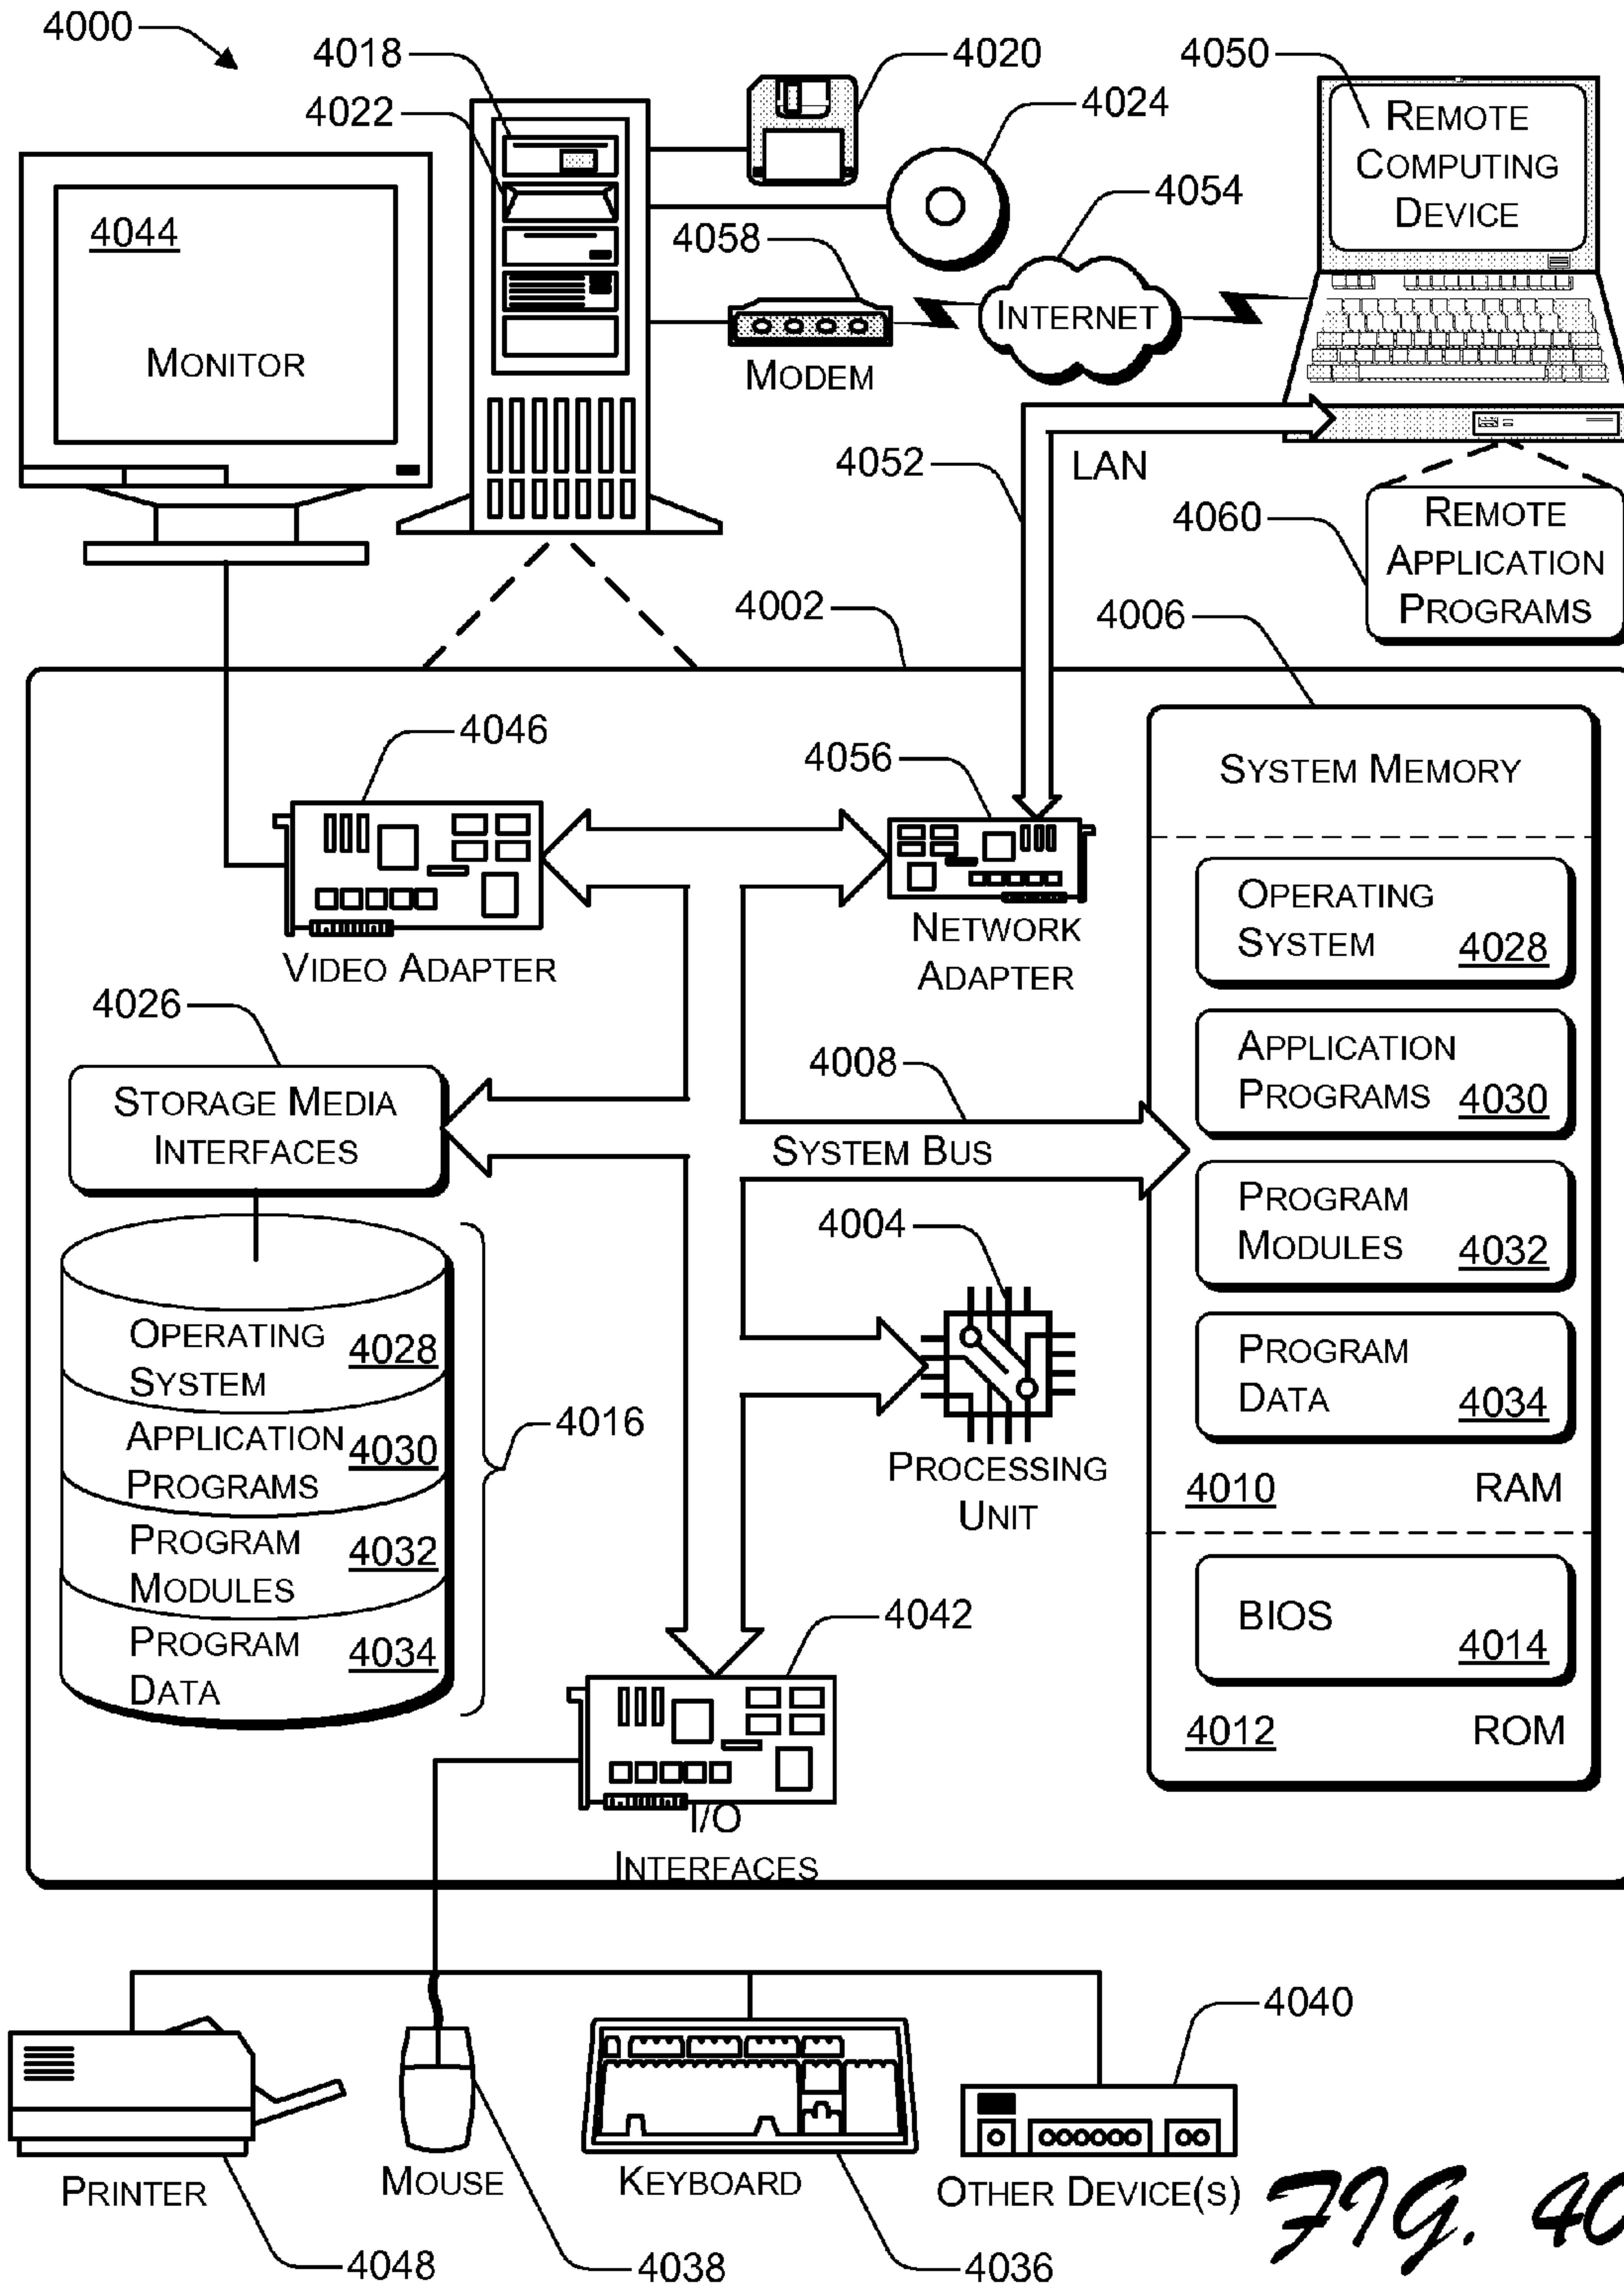 4000
4018
4022
4020
4024
4050
REMOTE
COMPUTING
DEVICE
4044
MONITOR
4058
MODEM
4054
INTERNET
4052
LAN
4060
REMOTE
APPLICATION
PROGRAMS
4002
4006
4046
VIDEO ADAPTER
4056
NETWORK
ADAPTER
SYSTEM MEMORY
OPERATING
SYSTEM 4028
APPLICATION
PROGRAMS 4030
PROGRAM
MODULES 4032
PROGRAM
DATA 4034
4010 RAM
BIOS
4014
4012 ROM
4026
STORAGE MEDIA
INTERFACES
4008
SYSTEM BUS
4004
PROCESSING
UNIT
OPERATING
SYSTEM 4028
APPLICATION
PROGRAMS 4030
PROGRAM
MODULES 4032
PROGRAM
DATA 4034
4016
4042
I/O
INTERFACES
PRINTER
4048
MOUSE
4038
KEYBOARD
4036
4040
OTHER DEVICE(S)
FIG. 40